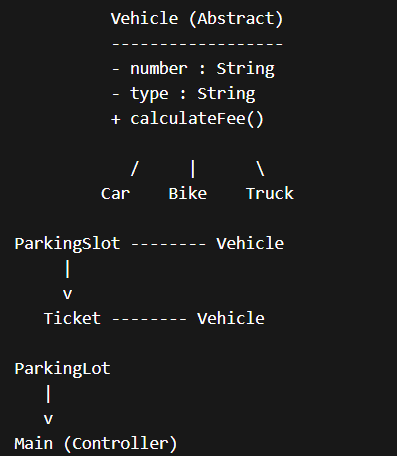 Vehicle (Abstract)
------------------
- number : String
- type : String
+ calculateFee()
/ | \
Car Bike Truck
ParkingSlot -------- Vehicle
|
v
Ticket -------- Vehicle
ParkingLot
|
v
Main (Controller)